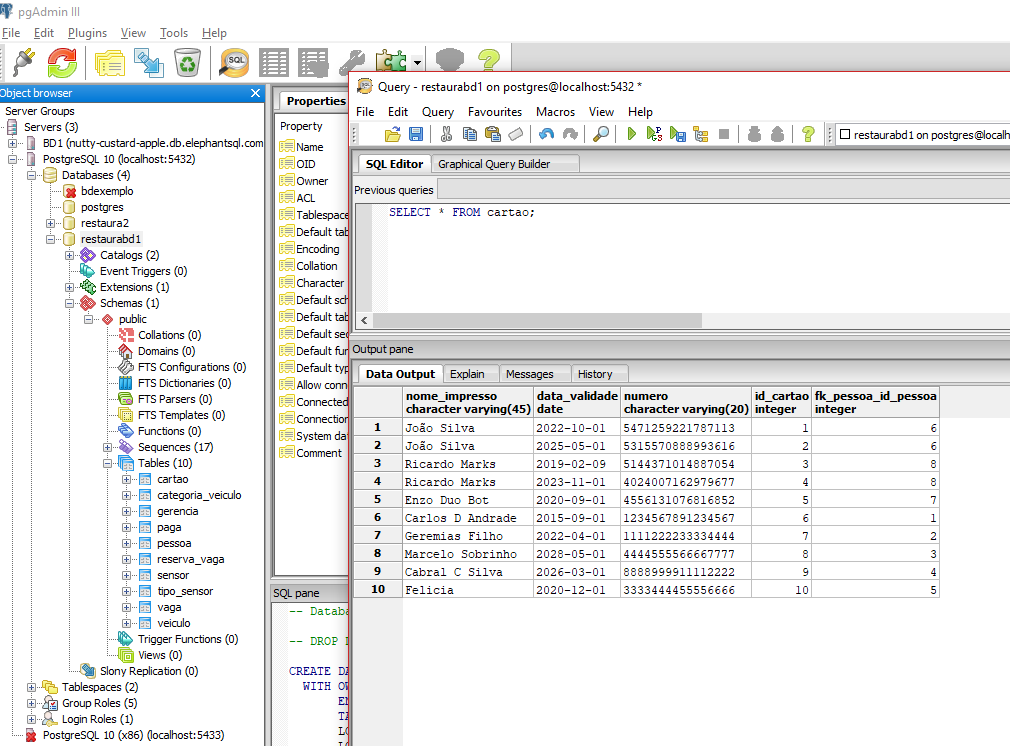 pgAdmin III
File Edit Plugins View Tools Help
SQL
Object browser
Server Groups
Servers (3)
BD1 (nutty-custard-apple.db.elephantsql.com
PostgreSQL 10 (localhost:5432)
Databases (4)
bdexemplo
postgres
restaura2
restaurabd1
Catalogs (2)
Event Triggers (0)
Extensions (1)
Schemas (1)
public
Collations (0)
Domains (0)
FTS Configurations (0)
FTS Dictionaries (0)
FTS Parsers (0)
FTS Templates (0)
Functions (0)
Sequences (17)
Tables (10)
cartao
categoria_veiculo
gerencia
paga
pessoa
reserva_vaga
sensor
tipo_sensor
vaga
veiculo
Trigger Functions (0)
Views (0)
Slony Replication (0)
Tablespaces (2)
Group Roles (5)
Login Roles (1)
PostgreSQL 10 (x86) (localhost:5433)
Properties
Property
Name
OID
Owner
ACL
Tablespace
Default tab
Encoding
Collation
Character
Default sch
Default tab
Default sec
Default fun
Default typ
Allow conn
Connected
Connection
System dat
Comment
SQL pane
-- Databa
-- DROP D
CREATE DA
WITH OW
EN
TA
LC
Query - restaurabd1 on postgres@localhost:5432 *
File Edit Query Favourites Macros View Help
restaurabd1 on postgres@localh
SQL Editor Graphical Query Builder
Previous queries
SELECT * FROM cartao;
Output pane
Data Output Explain Messages History
nome_impresso data_validade numero id_cartao fk_pessoa_id_pessoa
character varying(45) date character varying(20) integer integer
1 João Silva 2022-10-01 5471259221787113 1 6
2 João Silva 2025-05-01 5315570888993616 2 6
3 Ricardo Marks 2019-02-09 5144371014887054 3 8
4 Ricardo Marks 2023-11-01 4024007162979677 4 8
5 Enzo Duo Bot 2020-09-01 4556131076816852 5 7
6 Carlos D Andrade 2015-09-01 1234567891234567 6 1
7 Geremias Filho 2022-04-01 1111222233334444 7 2
8 Marcelo Sobrinho 2028-05-01 4444555566667777 8 3
9 Cabral C Silva 2026-03-01 8888999911112222 9 4
10 Felicia 2020-12-01 3333444455556666 10 5